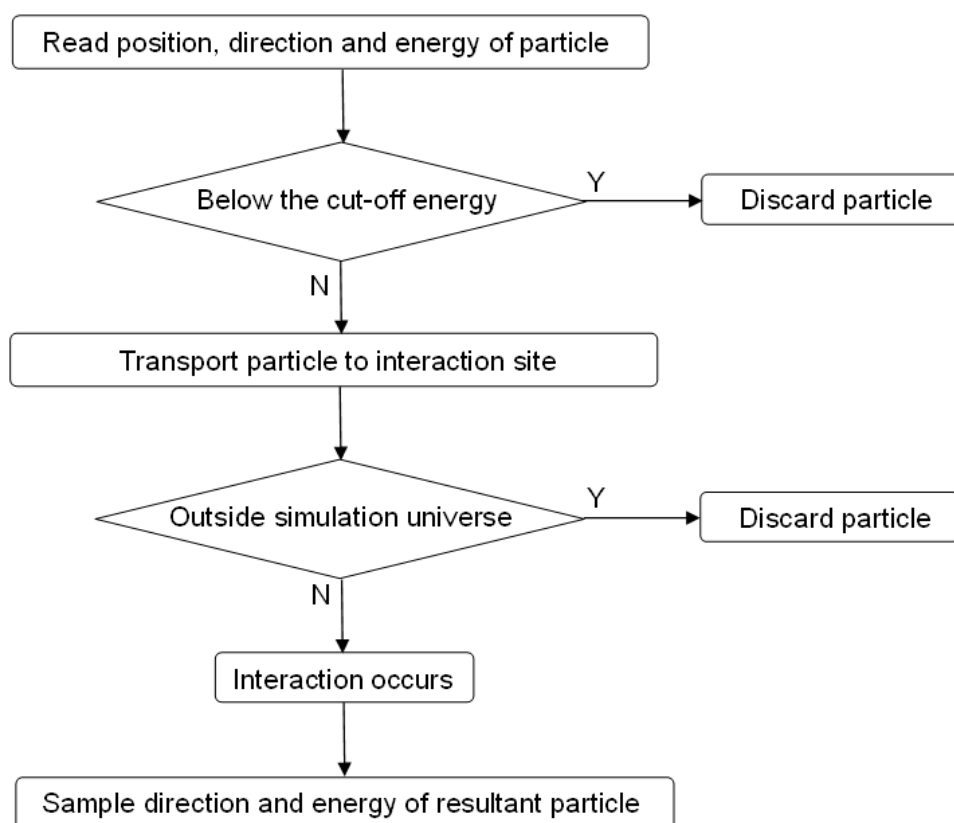 Read position, direction and energy of particle
Below the cut-off energy
Y
Discard particle
N
Transport particle to interaction site
Outside simulation universe
Y
Discard particle
N
Interaction occurs
Sample direction and energy of resultant particle